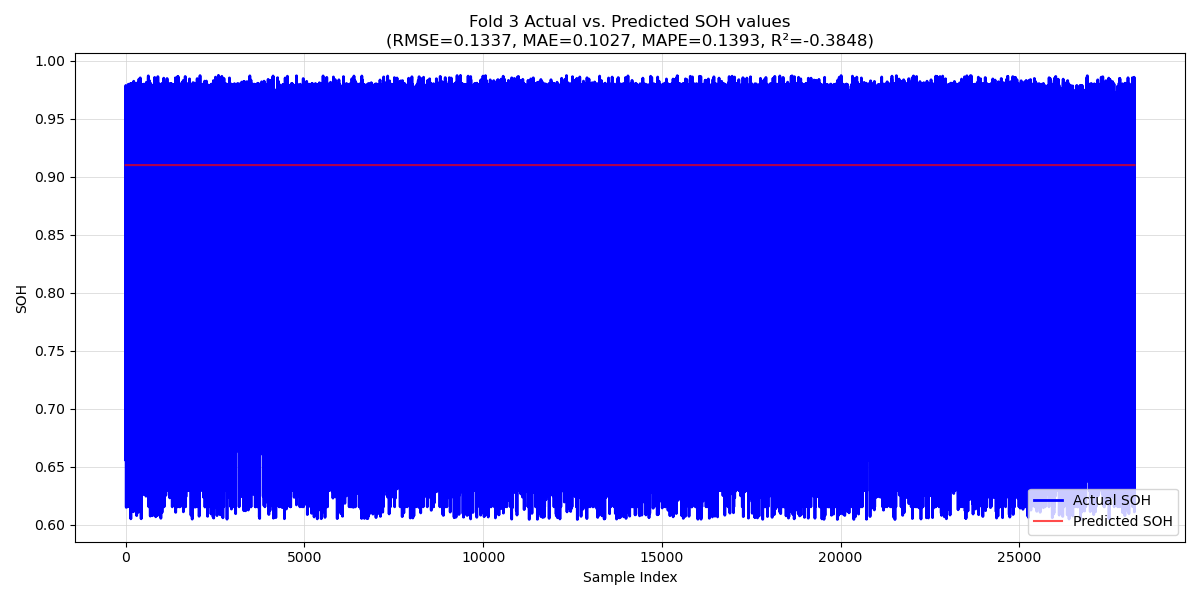 Fold 3 Actual vs. Predicted SOH values
(RMSE=0.1337, MAE=0.1027, MAPE=0.1393, R²=-0.3848)
1.00
0.95
0.90
0.85
0.80
0.75
0.70
0.65
0.60
SOH
Actual SOH
Predicted SOH
0
5000
10000
15000
20000
25000
Sample Index